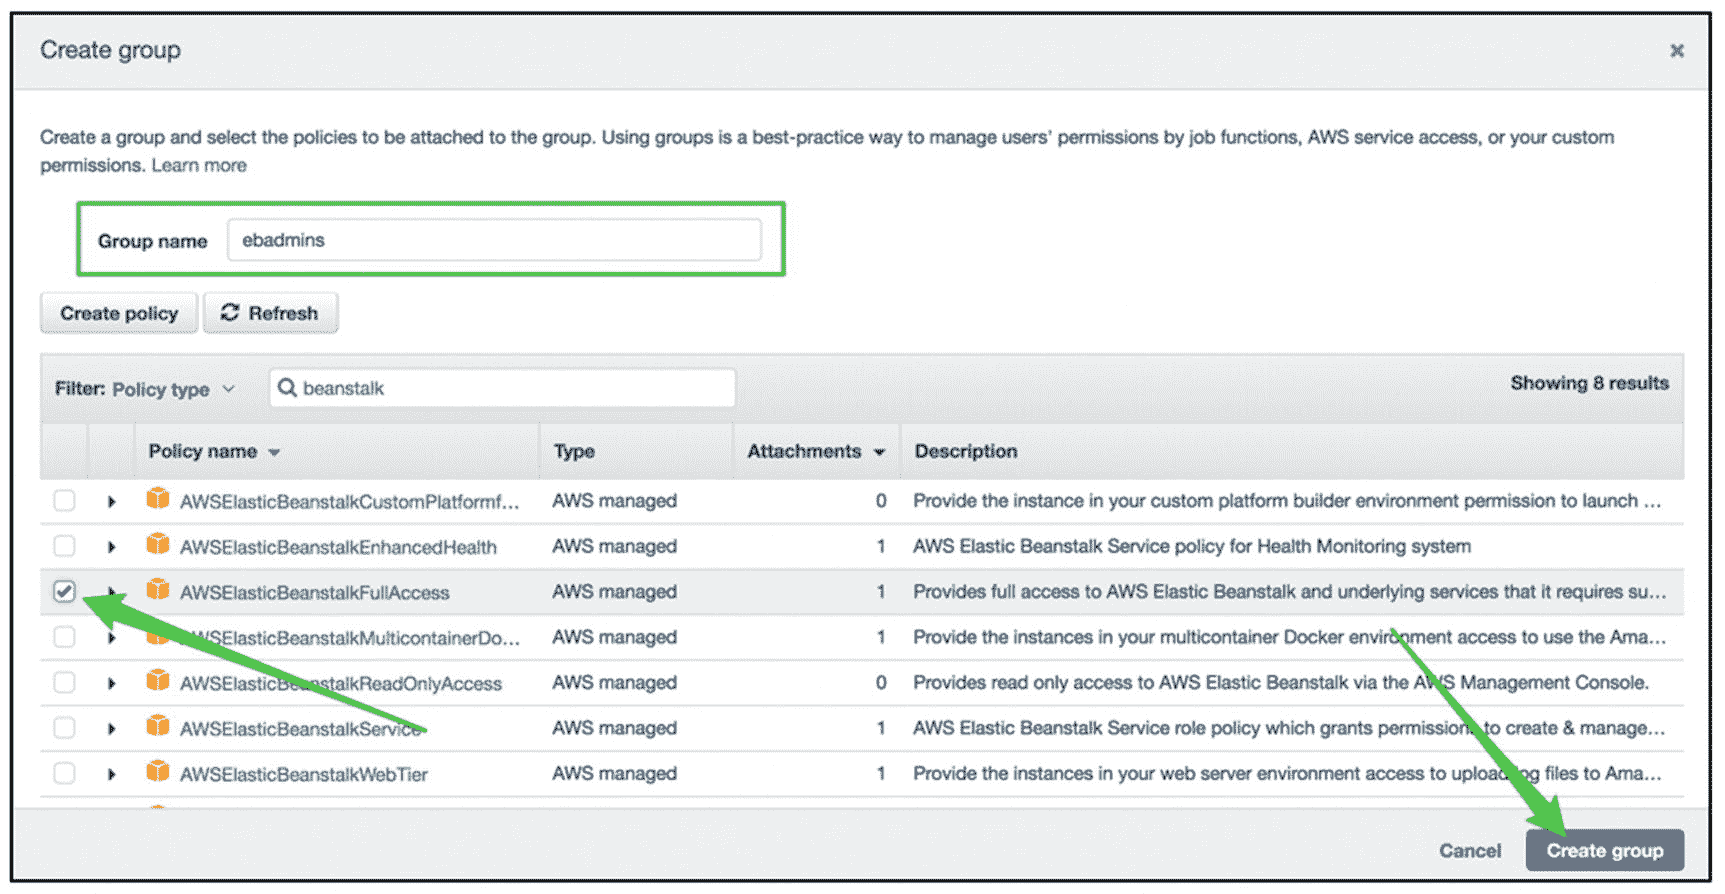 Create group
×
Create a group and select the policies to be attached to the group. Using groups is a best-practice way to manage users' permissions by job functions, AWS service access, or your custom
permissions. Learn more
Group name ebadmins
Create policy Refresh
Filter: Policy type beanstalk Showing 8 results
Policy name Type Attachments Description
AWSElasticBeanstalkCustomPlatformf... AWS managed 0 Provide the instance in your custom platform builder environment permission to launch ...
AWSElasticBeanstalkEnhancedHealth AWS managed 1 AWS Elastic Beanstalk Service policy for Health Monitoring system
AWSElasticBeanstalkFullAccess AWS managed 1 Provides full access to AWS Elastic Beanstalk and underlying services that it requires su...
AWSElasticBeanstalkMulticontainerDo... AWS managed 1 Provide the instances in your multicontainer Docker environment access to use the Ama...
AWSElasticBeanstalkReadOnlyAccess AWS managed 0 Provides read only access to AWS Elastic Beanstalk via the AWS Management Console.
AWSElasticBeanstalkService AWS managed 1 AWS Elastic Beanstalk Service role policy which grants permissions to create & manage...
AWSElasticBeanstalkWebTier AWS managed 1 Provide the instances in your web server environment access to upload log files to Ama...
Cancel Create group